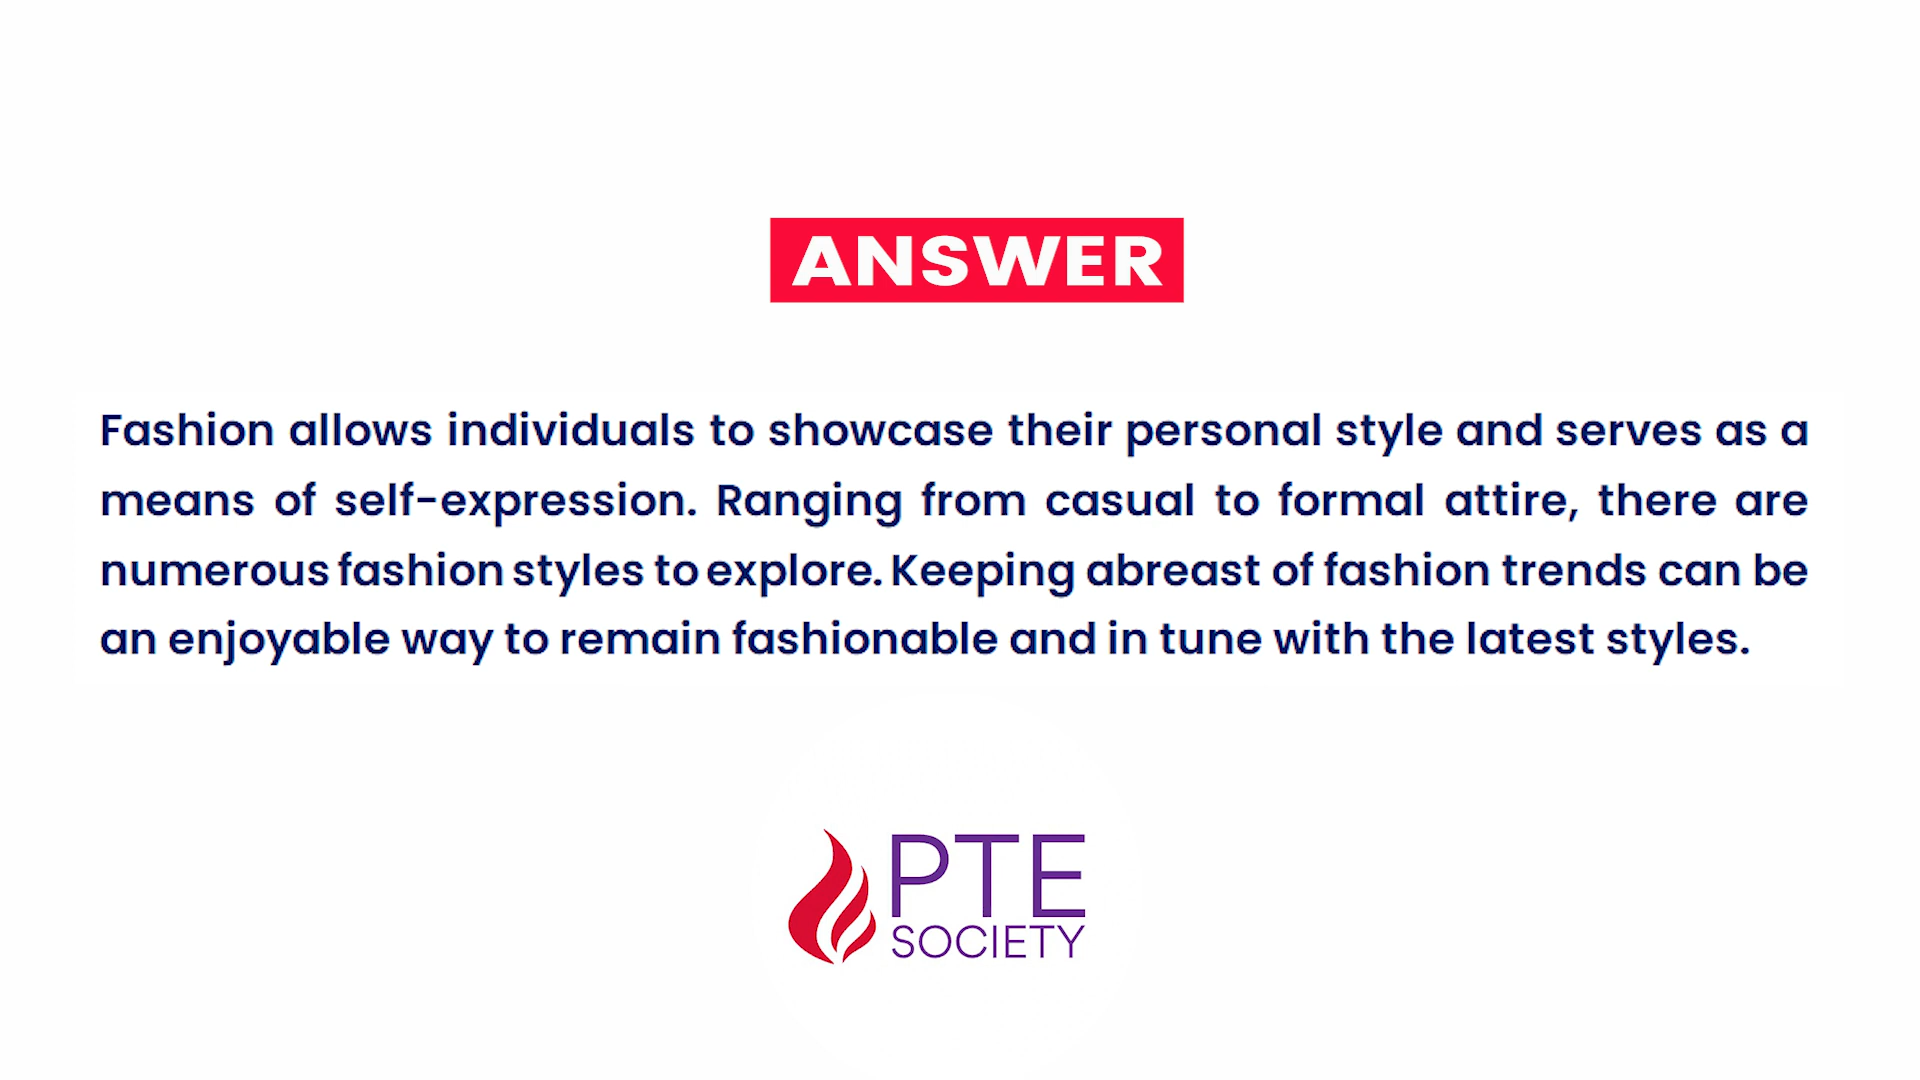 ANSWER
Fashion allows individuals to showcase their personal style and serves as a
means of self-expression. Ranging from casual to formal attire, there are
numerous fashion styles to explore. Keeping abreast of fashion trends can be
an enjoyable way to remain fashionable and in tune with the latest styles.
PTE
SOCIETY